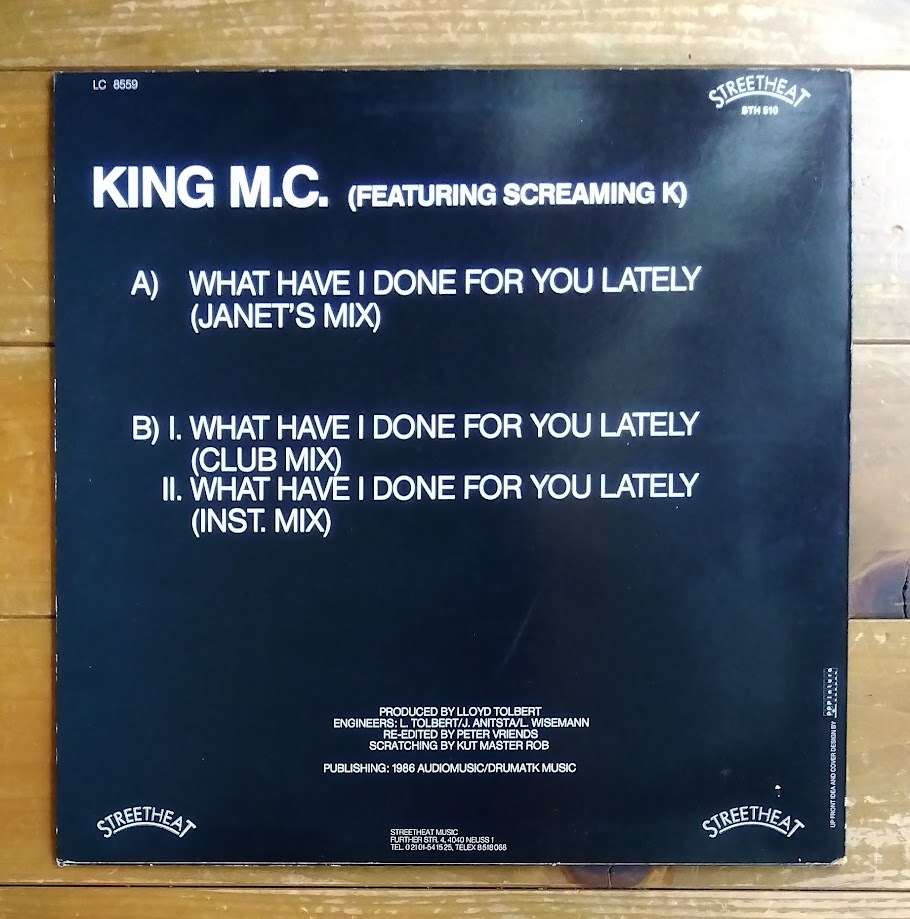 LC 8559
STREETHEAT
STH 510
KING M.C. (FEATURING SCREAMING K)
A) WHAT HAVE I DONE FOR YOU LATELY
(JANET'S MIX)
B) I. WHAT HAVE I DONE FOR YOU LATELY
(CLUB MIX)
II. WHAT HAVE I DONE FOR YOU LATELY
(INST. MIX)
PRODUCED BY LLOYD TOLBERT
ENGINEERS: L. TOLBERT/J. ANITSTA/L. WISEMANN
RE-EDITED BY PETER VRIENDS
SCRATCHING BY KUT MASTER ROB
PUBLISHING: 1986 AUDIOMUSIC/DRUMATK MUSIC
UP FRONT IDEA AND COVER DESIGN BY
STREETHEAT
STREETHEAT MUSIC
FURTHER STR. 4, 4040 NEUSS 1
TEL. 02101-541525, TELEX 8518068
STREETHEAT